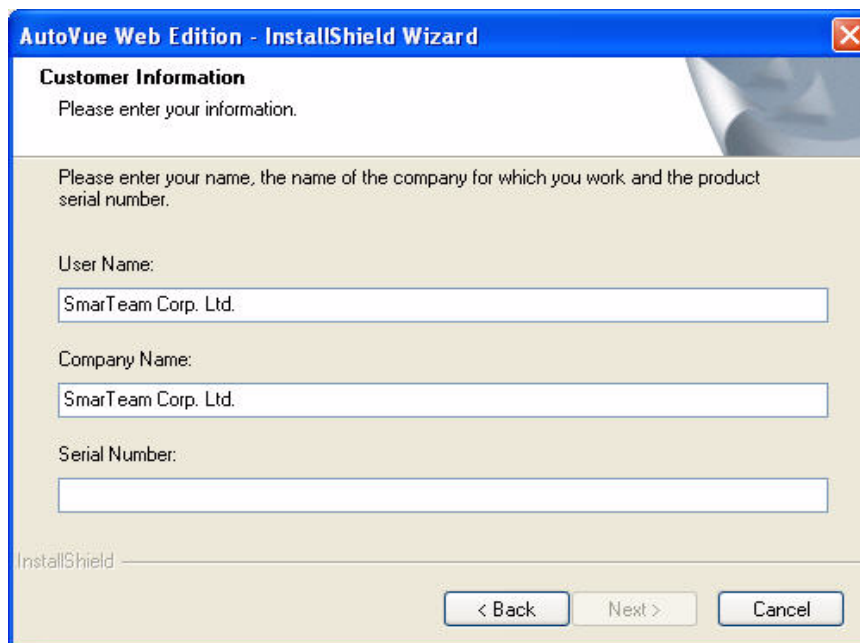 AutoVue Web Edition - InstallShield Wizard
Customer Information
Please enter your information.
Please enter your name, the name of the company for which you work and the product
serial number.
User Name:
SmarTeam Corp. Ltd.
Company Name:
SmarTeam Corp. Ltd.
Serial Number:
InstallShield
< Back
Next >
Cancel